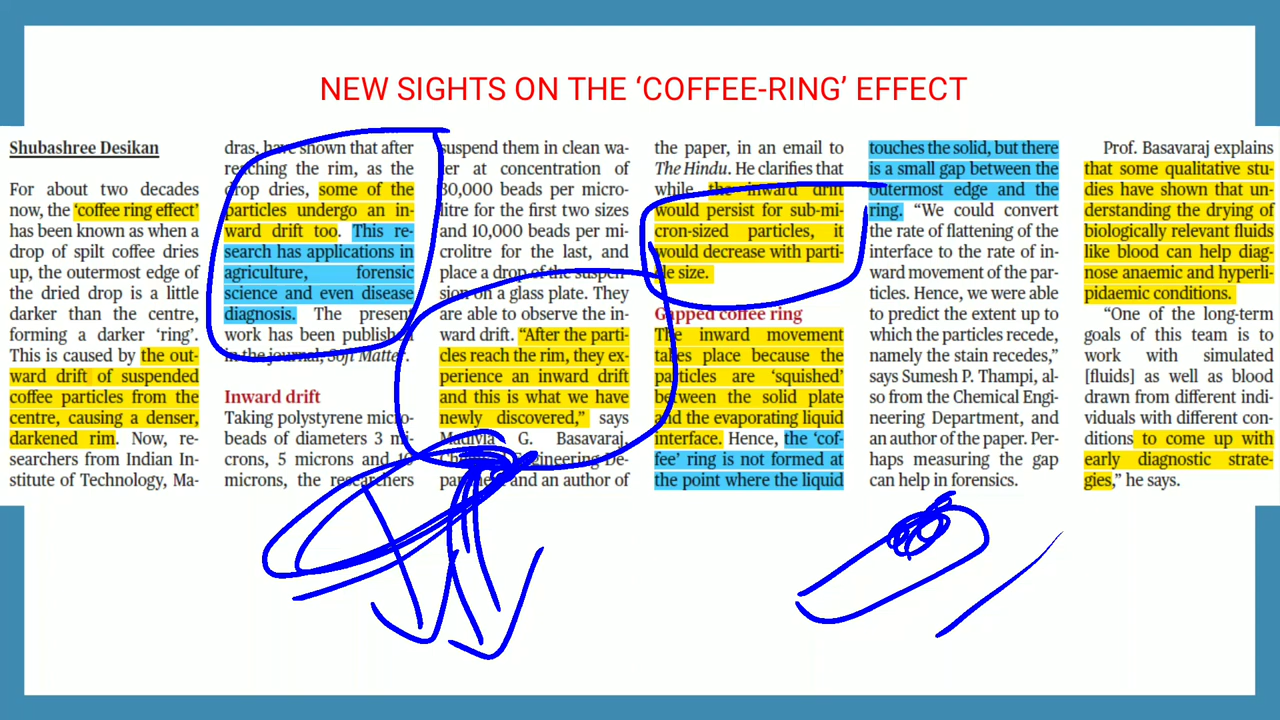 NEW SIGHTS ON THE ‘COFFEE-RING’ EFFECT
Shubashree Desikan
For about two decades
now, the ‘coffee ring effect’
has been known as when a
drop of spilt coffee dries
up, the outermost edge of
the dried drop is a little
darker than the centre,
forming a darker ‘ring’.
This is caused by the out-
ward drift of suspended
coffee particles from the
centre, causing a denser,
darkened rim. Now, re-
searchers from Indian In-
stitute of Technology, Ma-
dras, have shown that after
reaching the rim, as the
drop dries, some of the
particles undergo an in-
ward drift too. This re-
search has applications in
agriculture, forensic
science and even disease
diagnosis. The present
work has been published
in the journal, Soft Matter.
Inward drift
Taking polystyrene micro-
beads of diameters 3 mi-
crons, 5 microns and 10
microns, the researchers
suspend them in clean wa-
ter at concentration of
30,000 beads per micro-
litre for the first two sizes
and 10,000 beads per mi-
crolitre for the last, and
place a drop of the suspen-
sion on a glass plate. They
are able to observe the in-
ward drift. “After the parti-
cles reach the rim, they ex-
perience an inward drift
and this is what we have
newly discovered,” says
Madivla G. Basavaraj,
Engineering De-
and an author of
the paper, in an email to
The Hindu. He clarifies that
while the inward drift
would persist for sub-mi-
cron-sized particles, it
would decrease with parti-
cle size.
Gapped coffee ring
The inward movement
takes place because the
particles are ‘squished’
between the solid plate
and the evaporating liquid
interface. Hence, the ‘cof-
fee’ ring is not formed at
the point where the liquid
touches the solid, but there
is a small gap between the
outermost edge and the
ring. “We could convert
the rate of flattening of the
interface to the rate of in-
ward movement of the par-
ticles. Hence, we were able
to predict the extent up to
which the particles recede,
namely the stain recedes,”
says Sumesh P. Thampi, al-
so from the Chemical Engi-
neering Department, and
an author of the paper. Per-
haps measuring the gap
can help in forensics.
Prof. Basavaraj explains
that some qualitative stu-
dies have shown that un-
derstanding the drying of
biologically relevant fluids
like blood can help diag-
nose anaemic and hyperli-
pidaemic conditions.
“One of the long-term
goals of this team is to
work with simulated
[fluids] as well as blood
drawn from different indi-
viduals with different con-
ditions to come up with
early diagnostic strate-
gies,” he says.